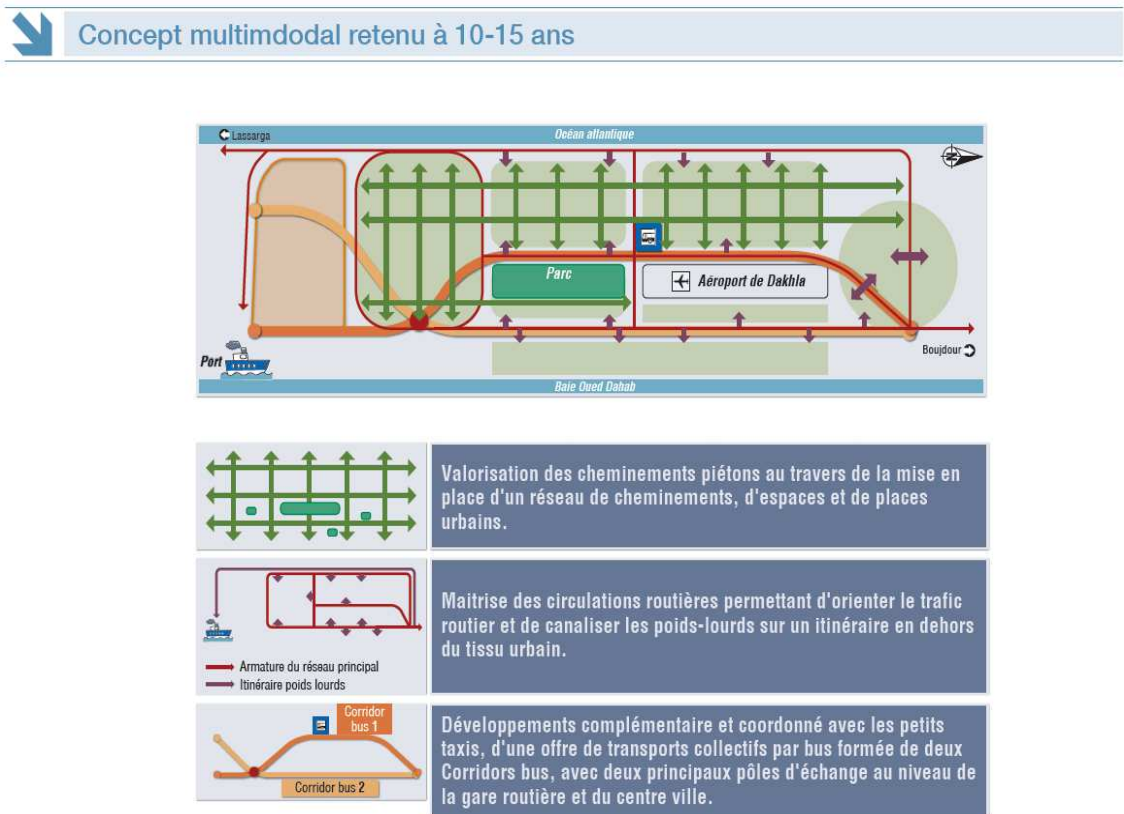 Concept multimdodal retenu à 10-15 ans
Lassarga
Océan atlantique
N
Parc
Aéroport de Dakhla
Boujdour
Port
Baie Oued Dahab
Valorisation des cheminements piétons au travers de la mise en
place d'un réseau de cheminements, d'espaces et de places
urbains.
Maitrise des circulations routières permettant d'orienter le trafic
routier et de canaliser les poids-lourds sur un itinéraire en dehors
du tissu urbain.
Armature du réseau principal
Itinéraire poids lourds
Corridor
bus 1
Corridor bus 2
Développements complémentaire et coordonné avec les petits
taxis, d'une offre de transports collectifs par bus formée de deux
Corridors bus, avec deux principaux pôles d'échange au niveau de
la gare routière et du centre ville.